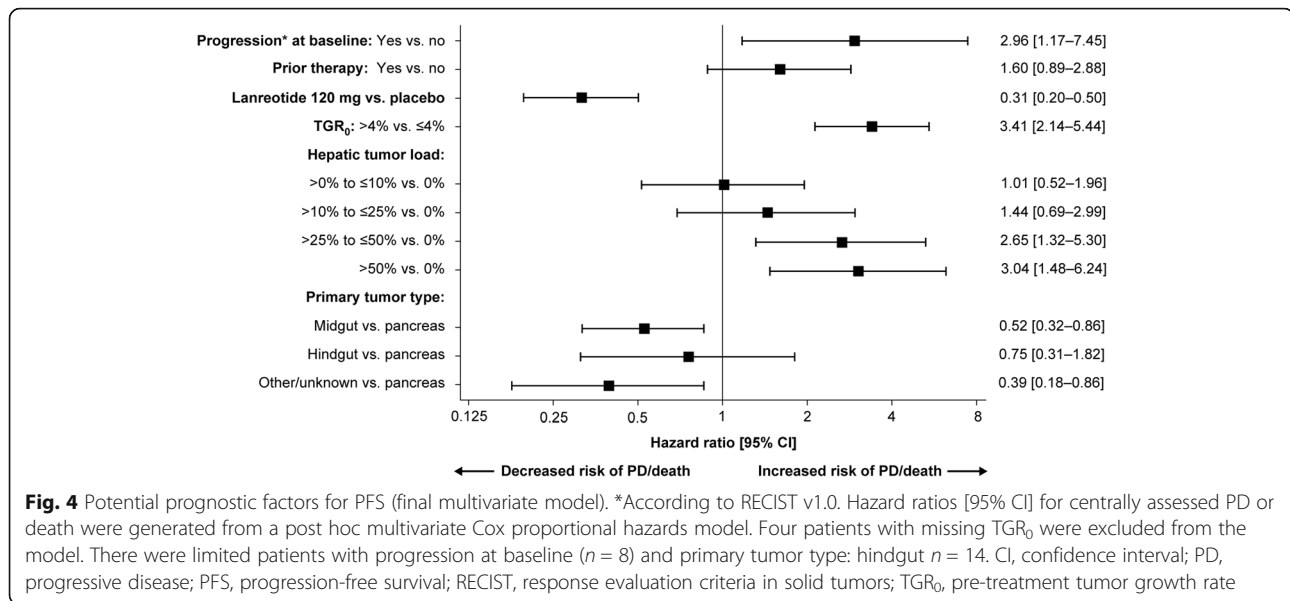 Progression* at baseline: Yes vs. no 2.96 [1.17–7.45]
Prior therapy: Yes vs. no 1.60 [0.89–2.88]
Lanreotide 120 mg vs. placebo 0.31 [0.20–0.50]
TGR₀: >4% vs. ≤4% 3.41 [2.14–5.44]
Hepatic tumor load:
>0% to ≤10% vs. 0% 1.01 [0.52–1.96]
>10% to ≤25% vs. 0% 1.44 [0.69–2.99]
>25% to ≤50% vs. 0% 2.65 [1.32–5.30]
>50% vs. 0% 3.04 [1.48–6.24]
Primary tumor type:
Midgut vs. pancreas 0.52 [0.32–0.86]
Hindgut vs. pancreas 0.75 [0.31–1.82]
Other/unknown vs. pancreas 0.39 [0.18–0.86]
0.125 0.25 0.5 1 2 4 8
Hazard ratio [95% CI]
Decreased risk of PD/death Increased risk of PD/death
Fig. 4 Potential prognostic factors for PFS (final multivariate model). *According to RECIST v1.0. Hazard ratios [95% CI] for centrally assessed PD or
death were generated from a post hoc multivariate Cox proportional hazards model. Four patients with missing TGR₀ were excluded from the
model. There were limited patients with progression at baseline (n = 8) and primary tumor type: hindgut n = 14. CI, confidence interval; PD,
progressive disease; PFS, progression-free survival; RECIST, response evaluation criteria in solid tumors; TGR₀, pre-treatment tumor growth rate